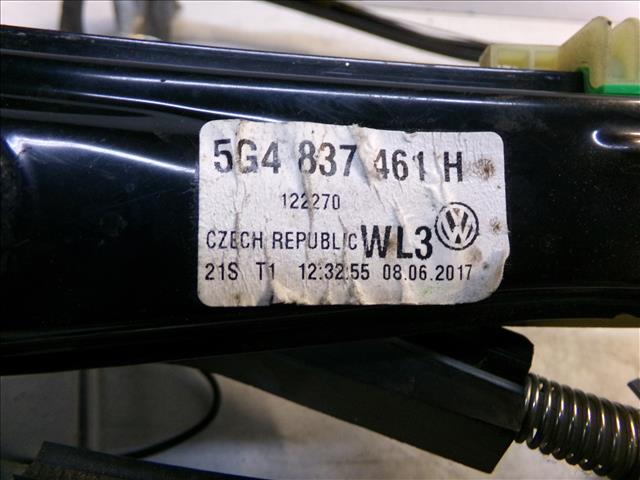 5G4 837 461 H
122270
CZECH REPUBLIC WL3
21S T1 12:32:55 08.06.2017